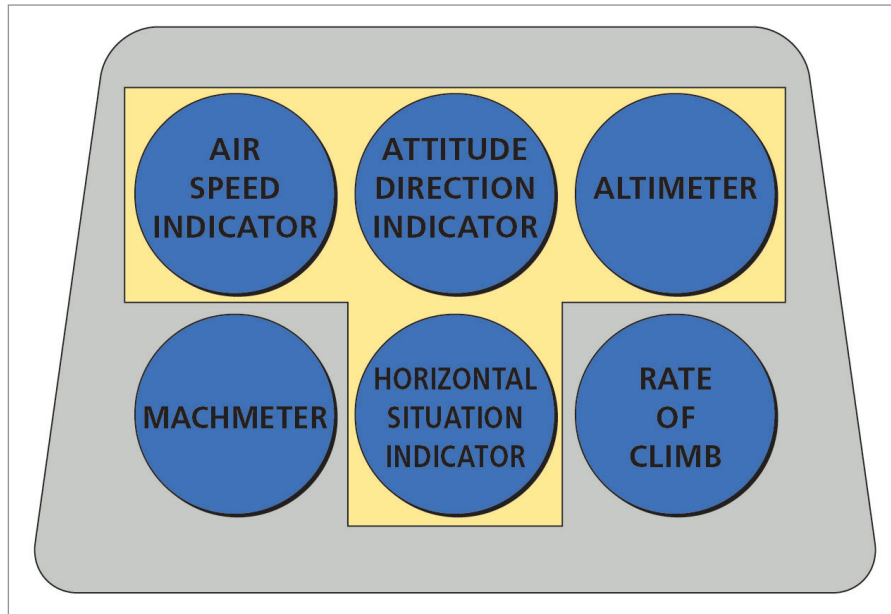 AIR
SPEED
INDICATOR
ATTITUDE
DIRECTION
INDICATOR
ALTIMETER
MACHMETER
HORIZONTAL
SITUATION
INDICATOR
RATE
OF
CLIMB